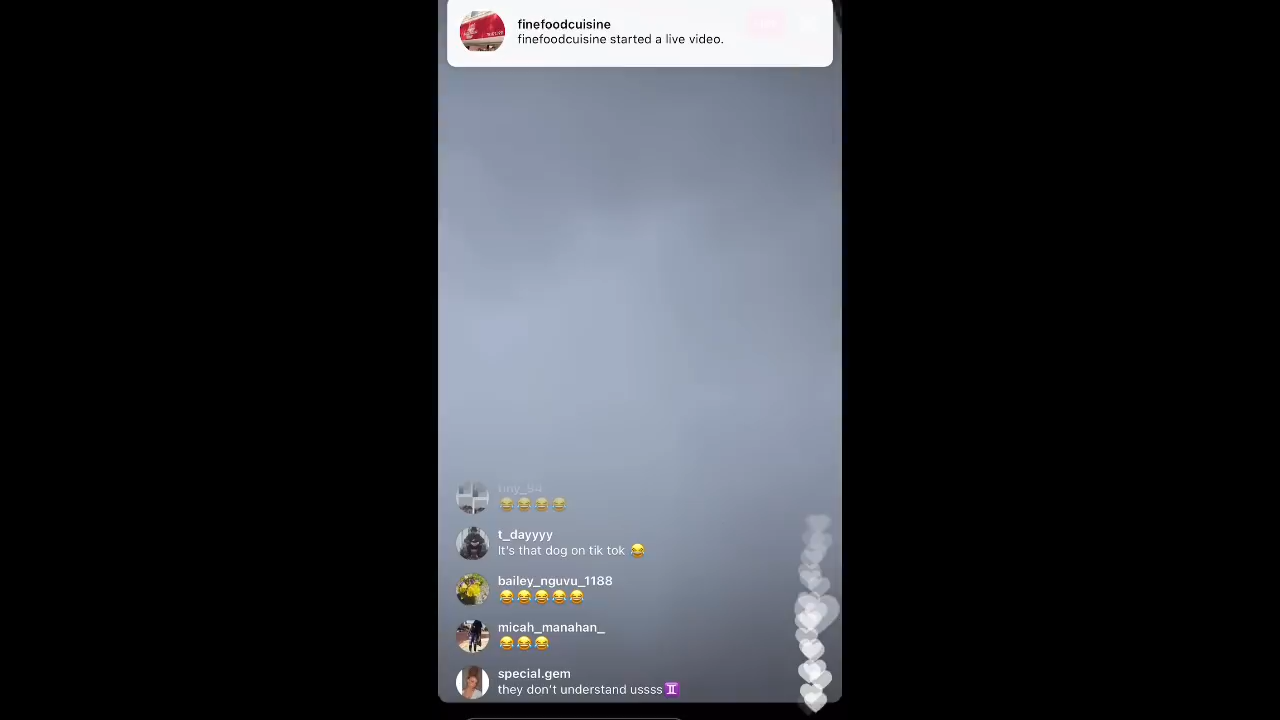 finefoodcuisine
finefoodcuisine started a live video.
tiny_94
😂😂😂😂
t_dayyyy
It's that dog on tik tok 😂
bailey_nguvu_1188
😂😂😂😂😂
micah_manahan_
😂😂😂
special.gem
they don't understand ussss♊